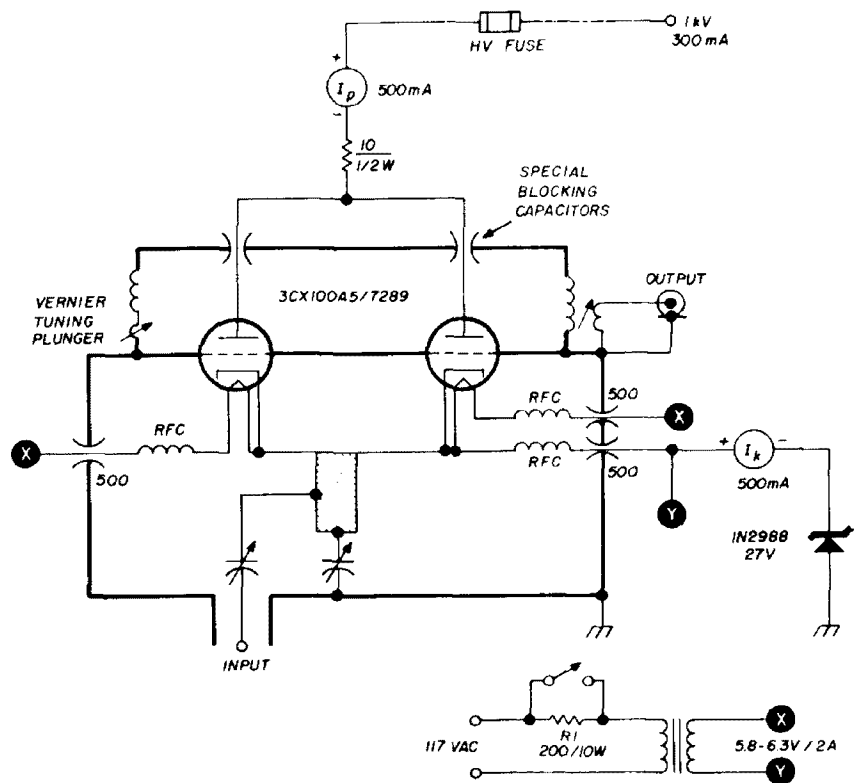 1kV
300mA
HV FUSE
+
Ip
500mA
-
10
1/2W
SPECIAL
BLOCKING
CAPACITORS
3CX100A5/7289
OUTPUT
VERNIER
TUNING
PLUNGER
RFC
500
X
RFC
X
500
RFC
500
+
Ik
-
500mA
Y
1N2988
27V
INPUT
117 VAC
R1
200/10W
X
5.8-6.3V/2A
Y